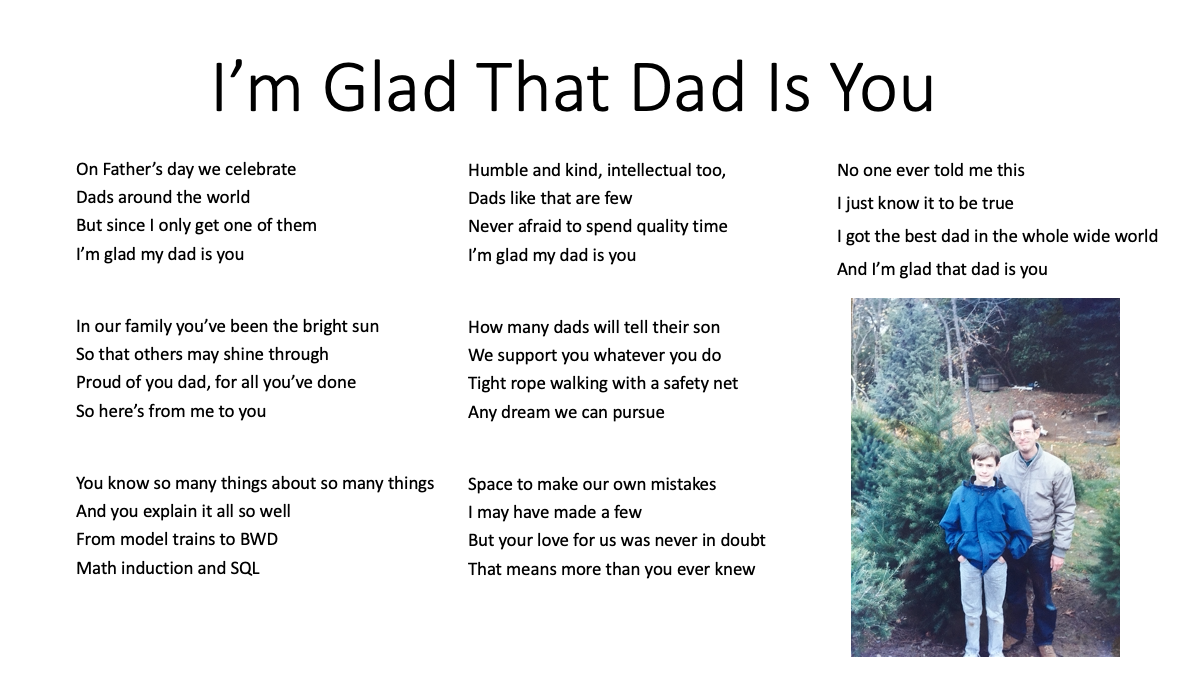 I’m Glad That Dad Is You
On Father’s day we celebrate
Dads around the world
But since I only get one of them
I’m glad my dad is you
In our family you’ve been the bright sun
So that others may shine through
Proud of you dad, for all you’ve done
So here’s from me to you
You know so many things about so many things
And you explain it all so well
From model trains to BWD
Math induction and SQL
Humble and kind, intellectual too,
Dads like that are few
Never afraid to spend quality time
I’m glad my dad is you
How many dads will tell their son
We support you whatever you do
Tight rope walking with a safety net
Any dream we can pursue
Space to make our own mistakes
I may have made a few
But your love for us was never in doubt
That means more than you ever knew
No one ever told me this
I just know it to be true
I got the best dad in the whole wide world
And I’m glad that dad is you